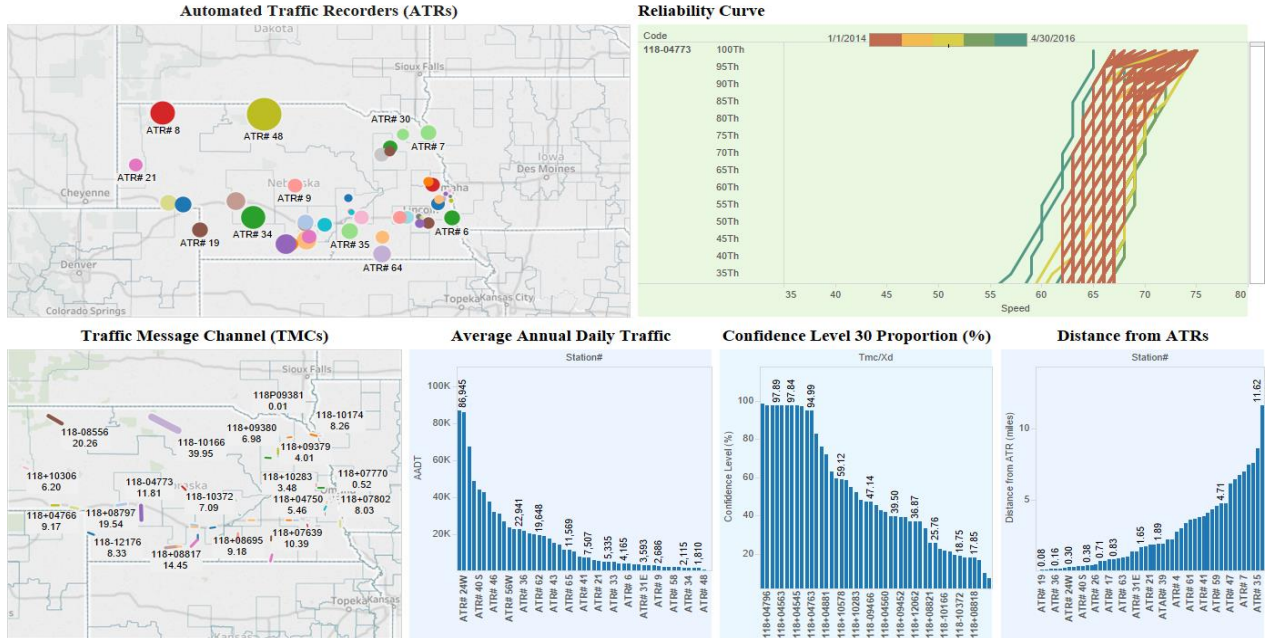 Automated Traffic Recorders (ATRs)
Dakota
Sioux Falls
ATR# 8
ATR# 48
ATR# 30
ATR# 7
Iowa
Des Moines
ATR# 21
Cheyenne
Nebraska
ATR# 9
ATR# 19
ATR# 34
ATR# 35
ATR# 6
ATR# 64
Denver
Colorado Springs
Topeka
Kansas City
Reliability Curve
Code
118-04773
1/1/2014
4/30/2016
100Th
95Th
90Th
85Th
80Th
75Th
70Th
65Th
60Th
55Th
50Th
45Th
40Th
35Th
35 40 45 50 55 60 65 70 75 80
Speed
Traffic Message Channel (TMCs)
Sioux Falls
118P09381
0.01
118-10174
8.26
118-08556
20.26
118-10166
39.95
118+09380
6.98
118+09379
4.01
118+10306
6.20
118-04773
11.81
118+10283
3.48
118+07770
0.52
118-10372
7.09
118+04750
5.46
118+07802
8.03
118+04766
9.17
118+08797
19.54
118-12176
8.33
118+08817
14.45
118+08695
9.18
118+07639
10.39
Topeka
Kansas
Average Annual Daily Traffic
Station#
AADT
100K
80K
60K
40K
20K
86,945
22,941
19,648
11,569
7,507
5,335
4,165
3,593
2,686
2,115
1,810
ATR# 24W
ATR# 40 S
ATR# 46
ATR# 56W
ATR# 36
ATR# 62
ATR# 43
ATR# 65
ATR# 41
ATR# 21
ATR# 6
ATR# 31E
ATR# 9
ATR# 58
ATR# 34
ATR# 48
Confidence Level 30 Proportion (%)
Tmc/Xd
Confidence Level (%)
100
80
60
40
20
97.89
97.84
94.99
59.12
47.14
39.50
36.87
25.76
18.75
17.85
118+04796
118+04563
118+04545
118+04763
118+04881
118+10578
118+10283
118-09466
118+04560
118+09452
118+12062
118+08821
118-10166
118-10372
118+08818
Distance from ATRs
Station#
Distance from ATR (miles)
10
5
0.08
0.16
0.30
0.38
0.71
0.83
1.65
1.89
4.71
11.62
ATR# 19
ATR# 36
ATR# 24W
ATR# 40 S
ATR# 26
ATR# 17
ATR# 63
ATR# 31E
ATR# 21
ATAR# 39
ATR# 4
ATR# 61
ATR# 41
ATR# 59
ATR# 47
ATR# 7
ATR# 35